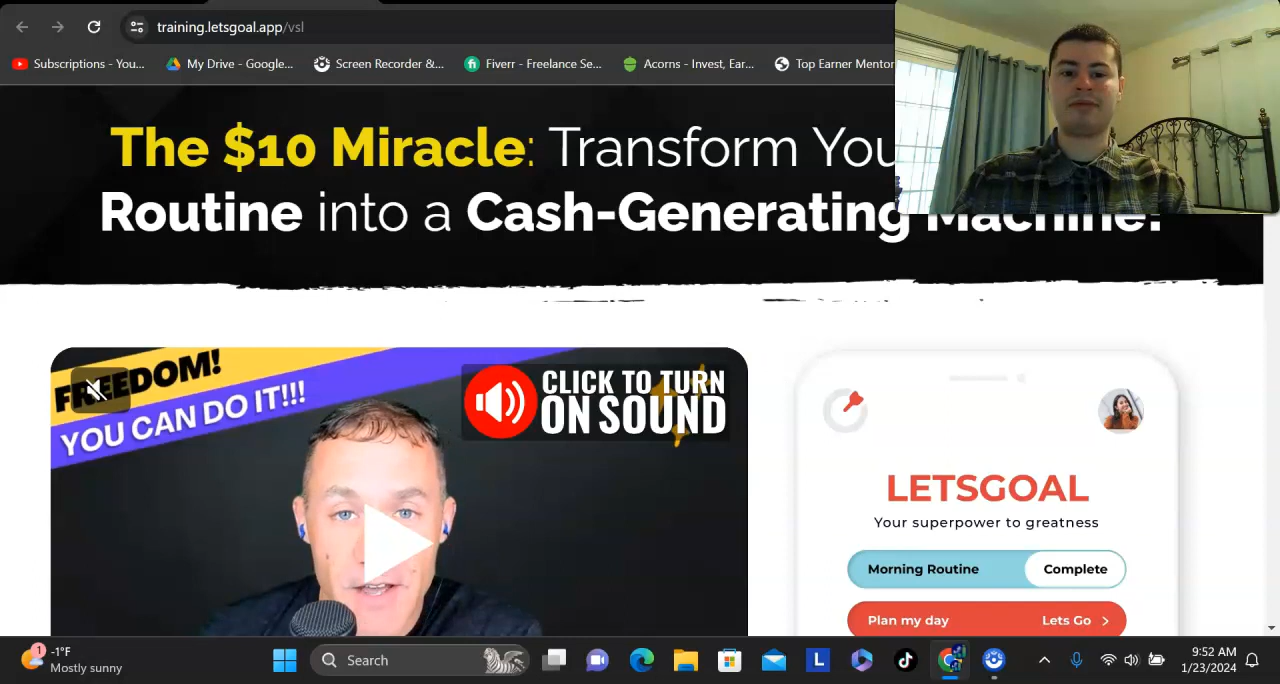 training.letsgoal.app/vsl
Subscriptions - You...
My Drive - Google...
Screen Recorder &...
Fiverr - Freelance Se...
Acorns - Invest, Ear...
Top Earner Mentor
The $10 Miracle: Transform You
Routine into a Cash-Generating Machine!
FREEDOM!
YOU CAN DO IT!!!
CLICK TO TURN
ON SOUND
LETSGOAL
Your superpower to greatness
Morning Routine Complete
Plan my day Lets Go >
1
-1°F
Mostly sunny
Search
L
9:52 AM
1/23/2024